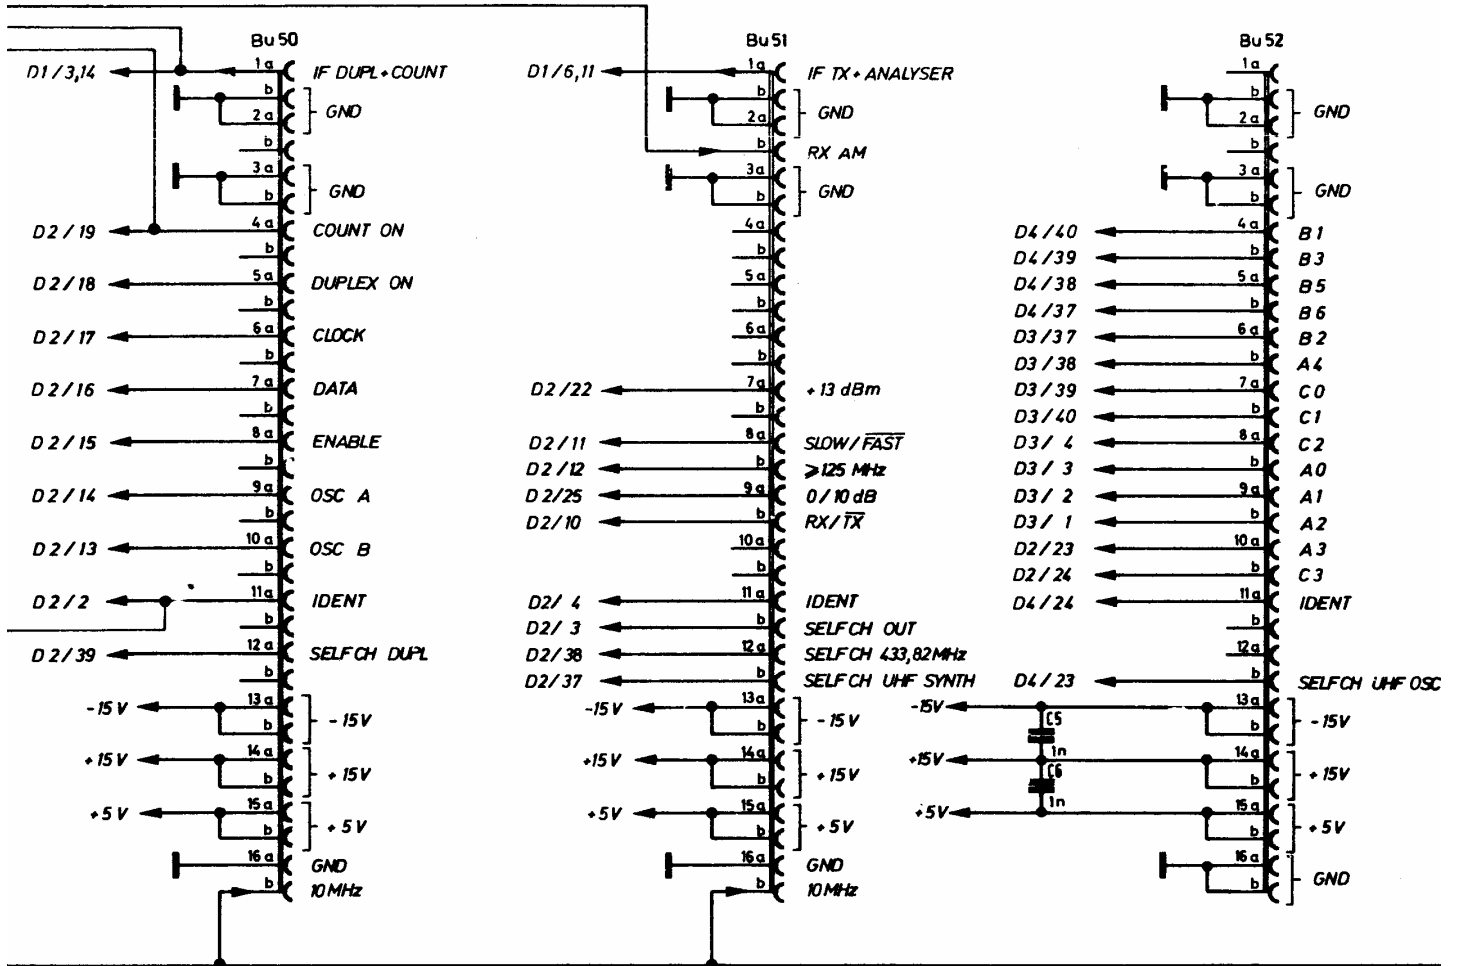 Bu 50 Bu 51 Bu 52
D1/3,14 1a IF DUPL+COUNT D1/6,11 1a IF TX+ANALYSER 1a
b b b
GND GND GND
2a 2a 2a
b b RX AM b
3a 3a 3a
GND GND GND
b b b
D2/19 4a COUNT ON 4a D4/40 4a B1
b b D4/39 b B3
D2/18 5a DUPLEX ON 5a D4/38 5a B5
b b D4/37 b B6
D2/17 6a CLOCK 6a D3/37 6a B2
b b D3/38 b A4
D2/16 7a DATA D2/22 7a +13 dBm D3/39 7a C0
b b D3/40 b C1
D2/15 8a ENABLE D2/11 8a SLOW/F̅A̅S̅T̅ D3/ 4 8a C2
b D2/12 b ⩾125 MHz D3/ 3 b A0
D2/14 9a OSC A D2/25 9a 0/10 dB D3/ 2 9a A1
b D2/10 b RX/T̅X̅ D3/ 1 b A2
D2/13 10a OSC B 10a D2/23 10a A3
b b D2/24 b C3
D2/2 11a IDENT D2/ 4 11a IDENT D4/24 11a IDENT
b D2/ 3 b SELFCH OUT b
D2/39 12a SELFCH DUPL D2/38 12a SELFCH 433,82MHz 12a
b D2/37 b SELFCH UHF SYNTH D4/23 b SELFCH UHF OSC
-15V 13a -15V 13a -15V 13a
-15V -15V C5 -15V
b b b
+15V 14a +15V 14a +15V 1n 14a
+15V +15V C6 +15V
b b 1n b
+5V 15a +5V 15a +5V 15a
+5V +5V +5V
b b b
16a GND 16a GND 16a
GND
b 10MHz b 10MHz b